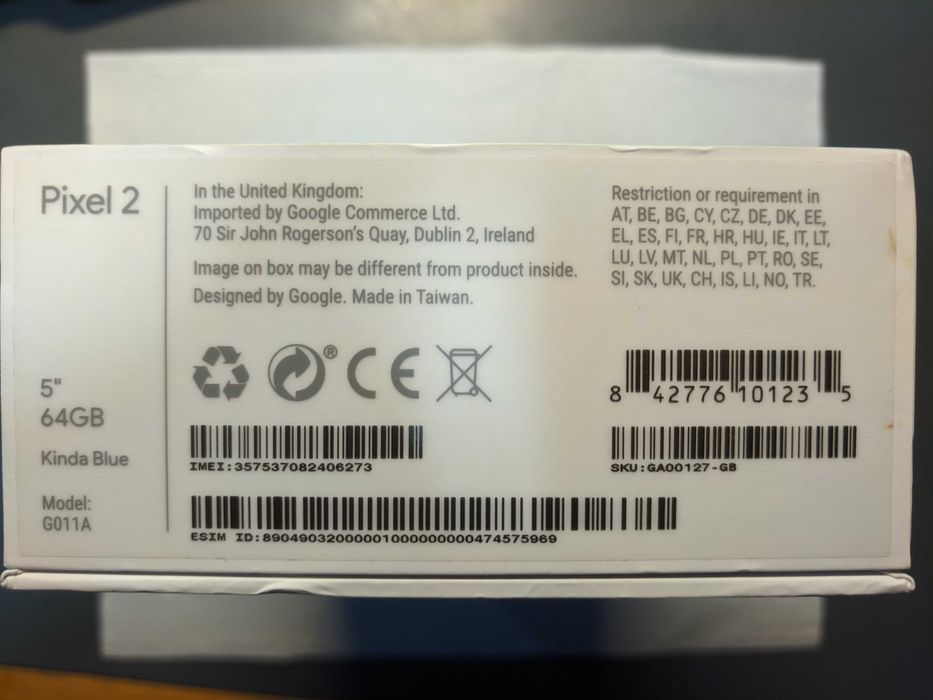 Pixel 2
5"
64GB
Kinda Blue
Model:
G011A
In the United Kingdom:
Imported by Google Commerce Ltd.
70 Sir John Rogerson's Quay, Dublin 2, Ireland
Image on box may be different from product inside.
Designed by Google. Made in Taiwan.
®
CE
IMEI:357537082406273
ESIM ID:89049032000001000000000474575969
Restriction or requirement in
AT, BE, BG, CY, CZ, DE, DK, EE,
EL, ES, FI, FR, HR, HU, IE, IT, LT,
LU, LV, MT, NL, PL, PT, RO, SE,
SI, SK, UK, CH, IS, LI, NO, TR.
8 42776 10123 5
SKU:GA00127-GB